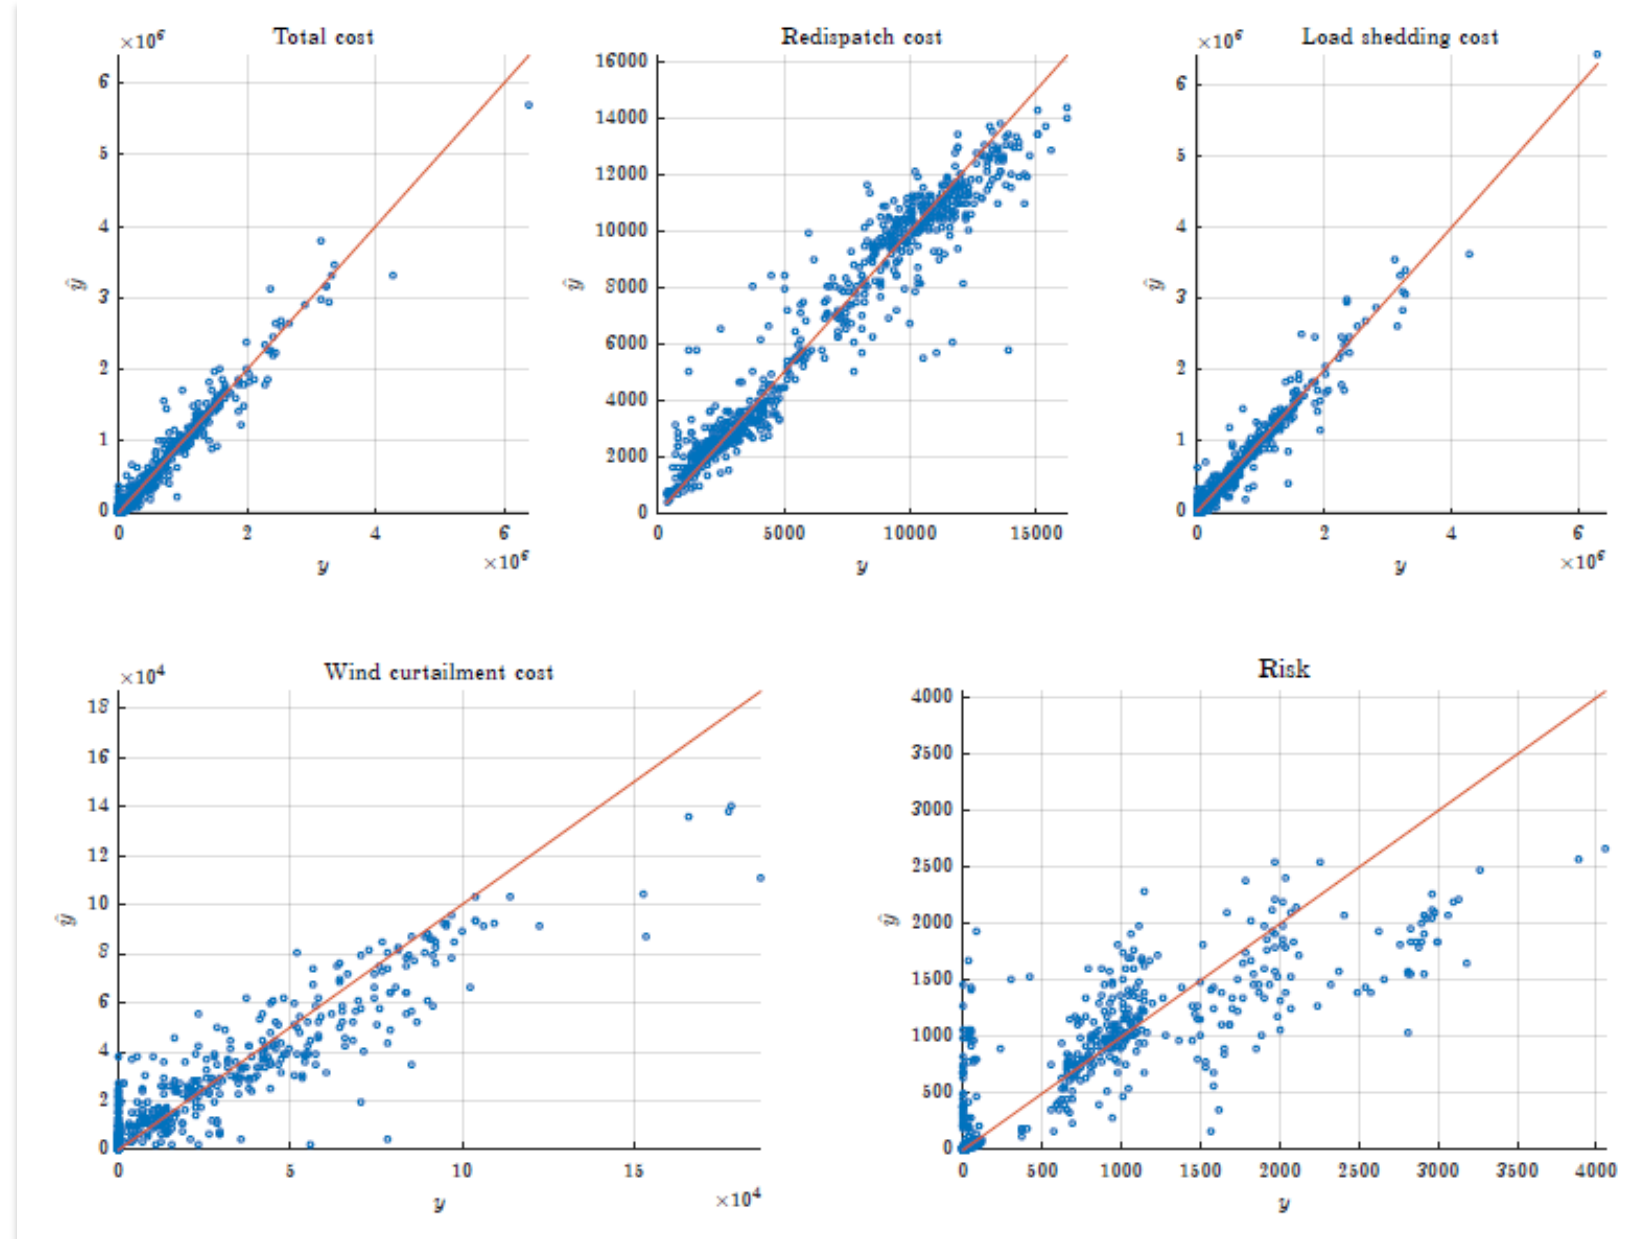 Total cost
×10⁶
6
5
4
3
2
1
0
ŷ
0 2 4 6
×10⁶
y
Redispatch cost
16000
14000
12000
10000
8000
6000
4000
2000
0
ŷ
0 5000 10000 15000
y
Load shedding cost
×10⁶
6
5
4
3
2
1
0
ŷ
0 2 4 6
×10⁶
y
Wind curtailment cost
×10⁴
18
16
14
12
10
8
6
4
2
0
ŷ
0 5 10 15
×10⁴
y
Risk
4000
3500
3000
2500
2000
1500
1000
500
0
ŷ
0 500 1000 1500 2000 2500 3000 3500 4000
y